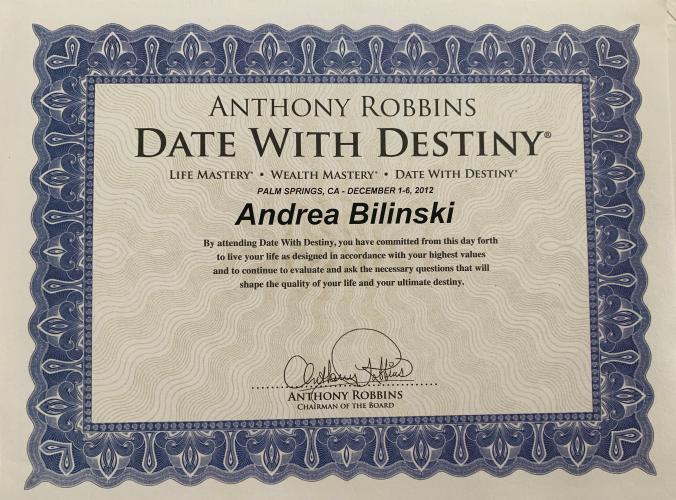 ANTHONY ROBBINS
DATE WITH DESTINY®
LIFE MASTERY® • WEALTH MASTERY® • DATE WITH DESTINY®
PALM SPRINGS, CA - DECEMBER 1-6, 2012
Andrea Bilinski
By attending Date With Destiny, you have committed from this day forth
to live your life as designed in accordance with your highest values
and to continue to evaluate and ask the necessary questions that will
shape the quality of your life and your ultimate destiny.
Anthony Robbins
ANTHONY ROBBINS
CHAIRMAN OF THE BOARD